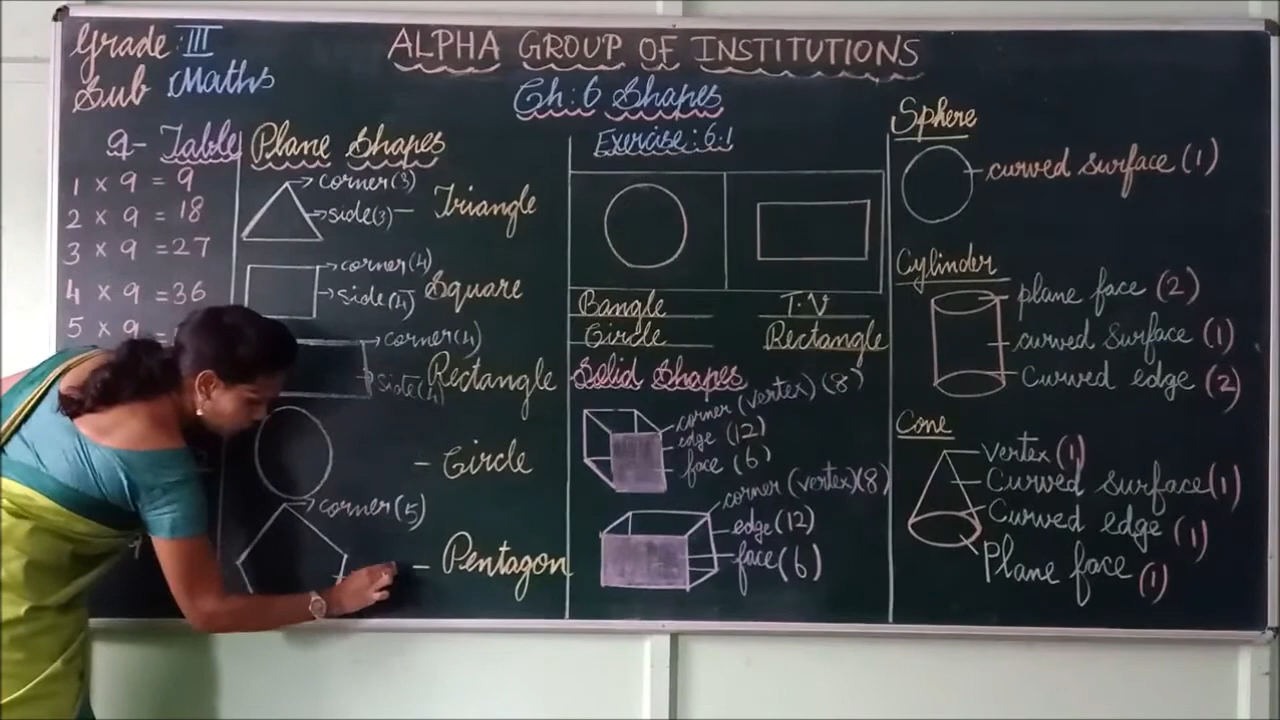 Grade : III
Sub Maths
ALPHA GROUP OF INSTITUTIONS
Ch: 6 Shapes
9- Table
1 x 9 = 9
2 x 9 = 18
3 x 9 = 27
4 x 9 = 36
5 x 9 =
Plane Shapes
corner(3)
side(3) – Triangle
corner(4)
side(4) – Square
corner(4)
side(4) Rectangle
– Circle
corner(5)
– Pentagon
Exercise: 6.1
Bangle T.V
Circle Rectangle
Solid Shapes
corner (vertex) (8)
edge (12)
face (6)
corner (vertex)(8)
edge (12)
face (6)
Sphere
curved surface (1)
Cylinder
plane face (2)
curved surface (1)
Curved edge (2)
Cone
vertex (1)
Curved surface (1)
Curved edge (1)
Plane face (1)